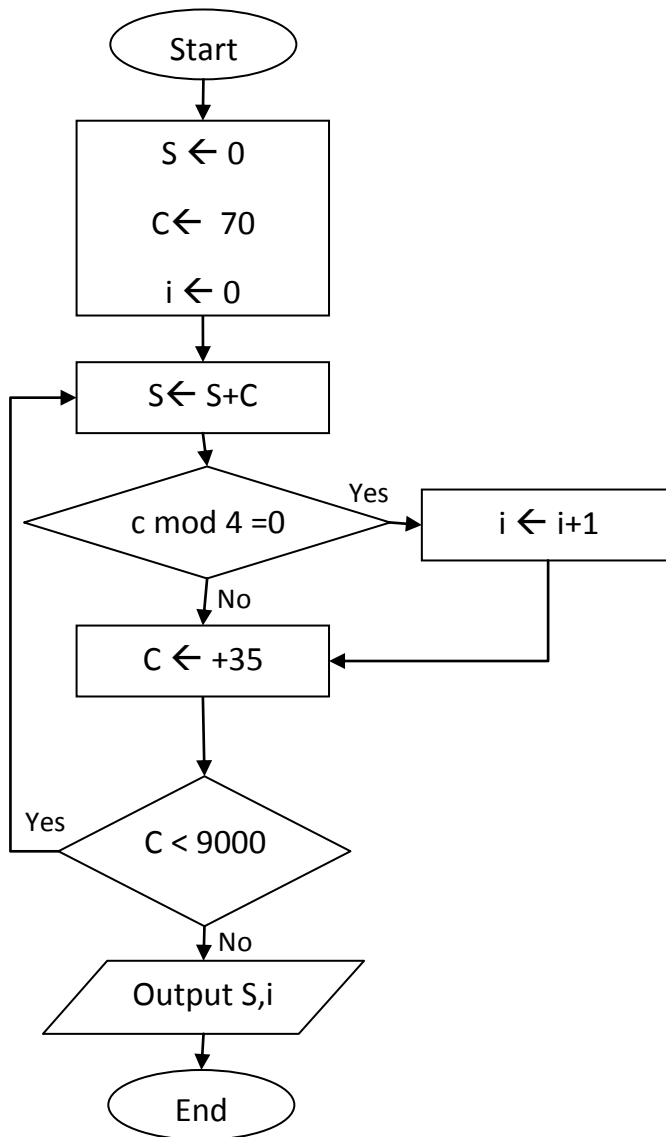 Start
S ← 0
C← 70
i ← 0
S← S+C
c mod 4 =0
Yes
i ← i+1
No
C ← +35
Yes
C < 9000
No
Output S,i
End